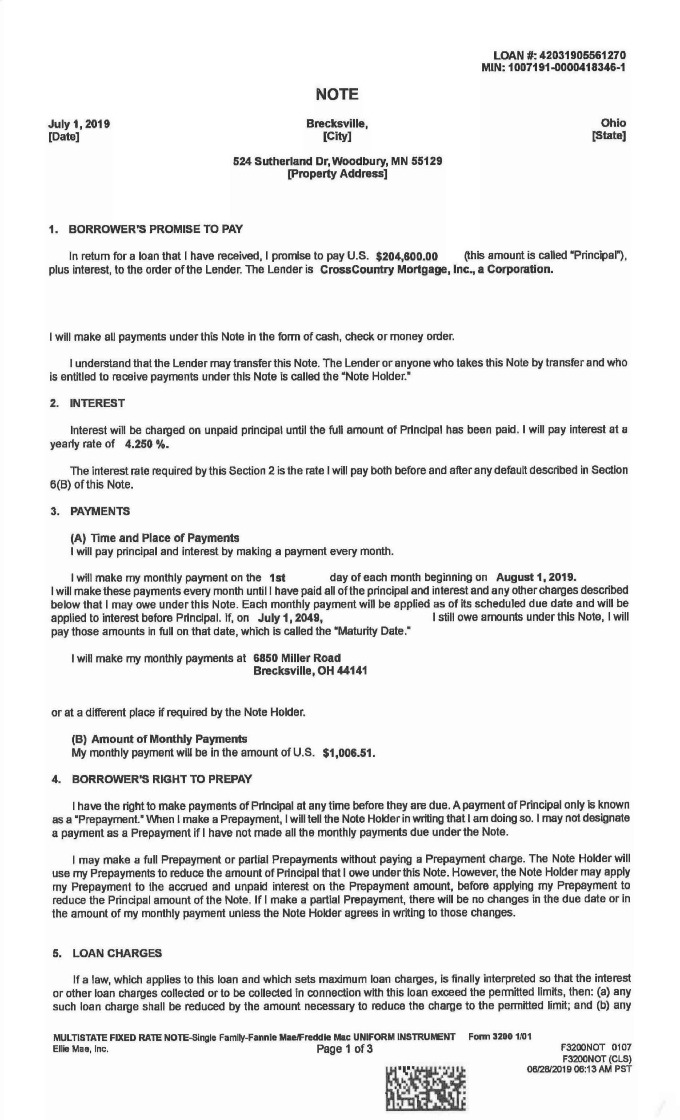 LOAN #: 42031905561270
MIN: 1007191-0000418346-1
NOTE
July 1, 2019 Brecksville, Ohio
[Date] [City] [State]
524 Sutherland Dr, Woodbury, MN 55129
[Property Address]
1. BORROWER'S PROMISE TO PAY
In return for a loan that I have received, I promise to pay U.S. $204,600.00 (this amount is called "Principal"),
plus interest, to the order of the Lender. The Lender is CrossCountry Mortgage, Inc., a Corporation.
I will make all payments under this Note in the form of cash, check or money order.
I understand that the Lender may transfer this Note. The Lender or anyone who takes this Note by transfer and who
is entitled to receive payments under this Note is called the "Note Holder."
2. INTEREST
Interest will be charged on unpaid principal until the full amount of Principal has been paid. I will pay interest at a
yearly rate of 4.250 %.
The interest rate required by this Section 2 is the rate I will pay both before and after any default described in Section
6(B) of this Note.
3. PAYMENTS
(A) Time and Place of Payments
I will pay principal and interest by making a payment every month.
I will make my monthly payment on the 1st day of each month beginning on August 1, 2019.
I will make these payments every month until I have paid all of the principal and interest and any other charges described
below that I may owe under this Note. Each monthly payment will be applied as of its scheduled due date and will be
applied to interest before Principal. If, on July 1, 2049, I still owe amounts under this Note, I will
pay those amounts in full on that date, which is called the "Maturity Date."
I will make my monthly payments at 6850 Miller Road
Brecksville, OH 44141
or at a different place if required by the Note Holder.
(B) Amount of Monthly Payments
My monthly payment will be in the amount of U.S. $1,006.51.
4. BORROWER'S RIGHT TO PREPAY
I have the right to make payments of Principal at any time before they are due. A payment of Principal only is known
as a "Prepayment." When I make a Prepayment, I will tell the Note Holder in writing that I am doing so. I may not designate
a payment as a Prepayment if I have not made all the monthly payments due under the Note.
I may make a full Prepayment or partial Prepayments without paying a Prepayment charge. The Note Holder will
use my Prepayments to reduce the amount of Principal that I owe under this Note. However, the Note Holder may apply
my Prepayment to the accrued and unpaid interest on the Prepayment amount, before applying my Prepayment to
reduce the Principal amount of the Note. If I make a partial Prepayment, there will be no changes in the due date or in
the amount of my monthly payment unless the Note Holder agrees in writing to those changes.
5. LOAN CHARGES
If a law, which applies to this loan and which sets maximum loan charges, is finally interpreted so that the interest
or other loan charges collected or to be collected in connection with this loan exceed the permitted limits, then: (a) any
such loan charge shall be reduced by the amount necessary to reduce the charge to the permitted limit; and (b) any
MULTISTATE FIXED RATE NOTE-Single Family-Fannie Mae/Freddie Mac UNIFORM INSTRUMENT Form 3200 1/01
Ellie Mae, Inc. Page 1 of 3 F3200NOT 0107
F3200NOT (CLS)
06/28/2019 06:13 AM PST